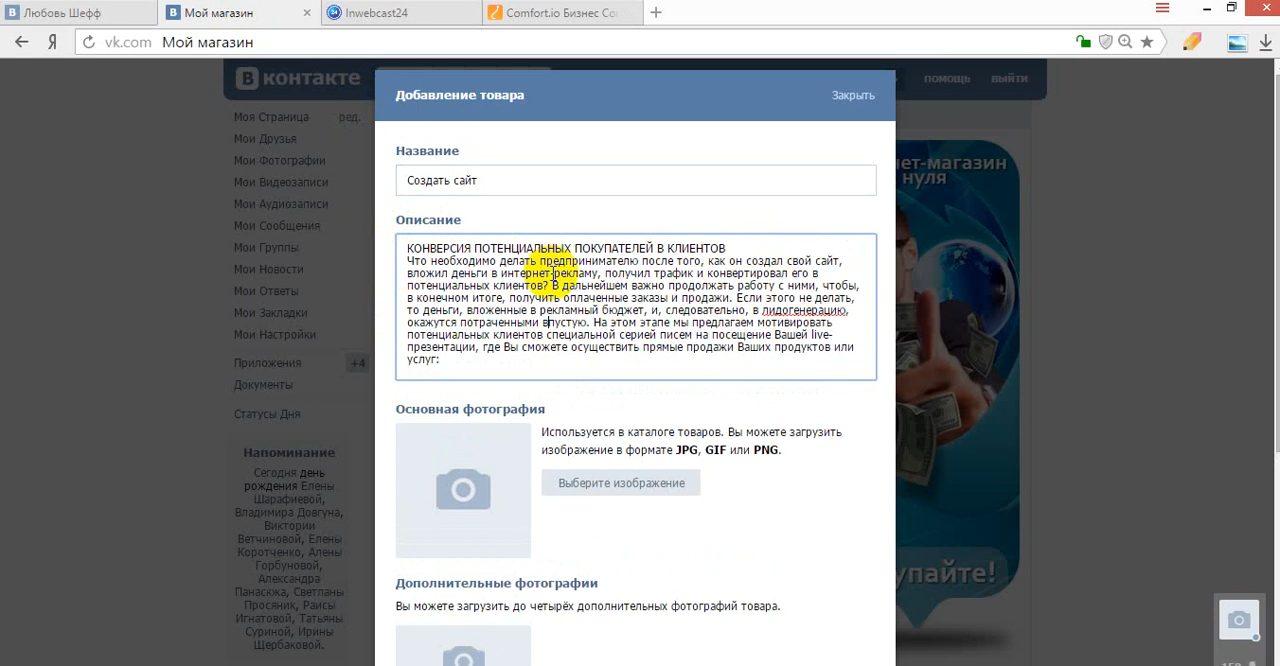 Любовь Шефф
Мой магазин
Inwebcast24
Comfort.io Бизнес Со
vk.com Мой магазин
контакте
помощь
выйти
Моя Страница ред.
Мои Друзья
Мои Фотографии
Мои Видеозаписи
Мои Аудиозаписи
Мои Сообщения
Мои Группы
Мои Новости
Мои Ответы
Мои Закладки
Мои Настройки
Приложения +4
Документы
Статусы Дня
Напоминание
Сегодня день
рождения Елены
Шарафиевой,
Владимира Довгуна,
Виктории
Ветчиновой, Елены
Коротченко, Алены
Горбуновой,
Александра
Панасюка, Светланы
Просяник, Раисы
Игнатовой, Татьяны
Суриной, Ирины
Щербаковой.
Добавление товара
Закрыть
Название
Создать сайт
Описание
КОНВЕРСИЯ ПОТЕНЦИАЛЬНЫХ ПОКУПАТЕЛЕЙ В КЛИЕНТОВ
Что необходимо делать предпринимателю после того, как он создал свой сайт,
вложил деньги в интернет-рекламу, получил трафик и конвертировал его в
потенциальных клиентов? В дальнейшем важно продолжать работу с ними, чтобы,
в конечном итоге, получить оплаченные заказы и продажи. Если этого не делать,
то деньги, вложенные в рекламный бюджет, и, следовательно, в лидогенерацию,
окажутся потраченными впустую. На этом этапе мы предлагаем мотивировать
потенциальных клиентов специальной серией писем на посещение Вашей live-
презентации, где Вы сможете осуществить прямые продажи Ваших продуктов или
услуг:
Основная фотография
Используется в каталоге товаров. Вы можете загрузить
изображение в формате JPG, GIF или PNG.
Выберите изображение
Дополнительные фотографии
Вы можете загрузить до четырёх дополнительных фотографий товара.
нет-магазин
нуля
упайте!